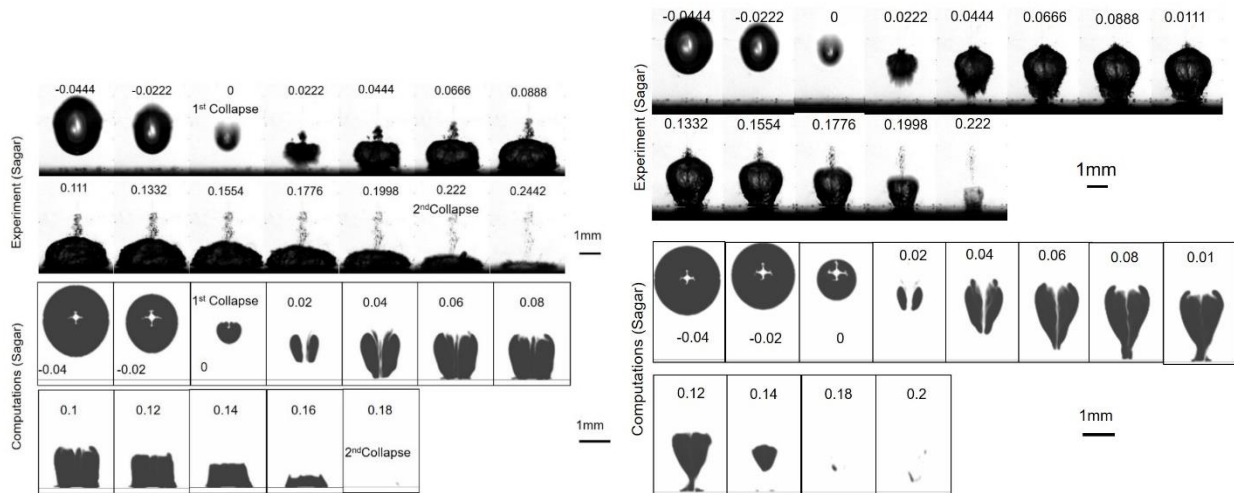 Experiment (Sagar)
-0.0444 -0.0222 0 0.0222 0.0444 0.0666 0.0888
1st Collapse
0.111 0.1332 0.1554 0.1776 0.1998 0.222 0.2442
2ndCollapse
1mm
Computations (Sagar)
1st Collapse 0.02 0.04 0.06 0.08
-0.04 -0.02 0
0.1 0.12 0.14 0.16 0.18
2ndCollapse
1mm
Experiment (Sagar)
-0.0444 -0.0222 0 0.0222 0.0444 0.0666 0.0888 0.0111
0.1332 0.1554 0.1776 0.1998 0.222
1mm
Computations (Sagar)
0.02 0.04 0.06 0.08 0.01
-0.04 -0.02 0
0.12 0.14 0.18 0.2
1mm